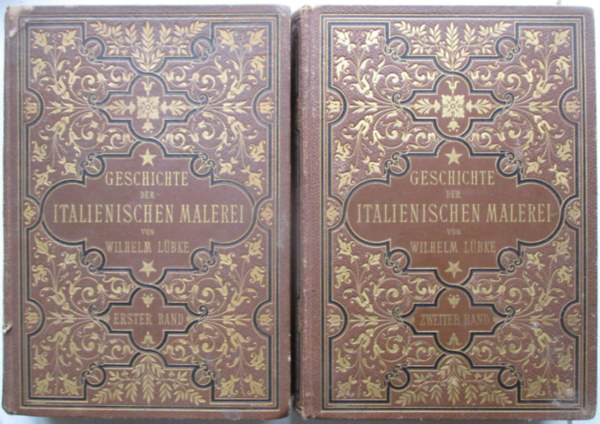 GESCHICHTE
DER
ITALIENISCHEN MALEREI
VON
WILHELM LÜBKE
ERSTER BAND
GESCHICHTE
DER
ITALIENISCHEN MALEREI
VON
WILHELM LÜBKE
ZWEITER BAND